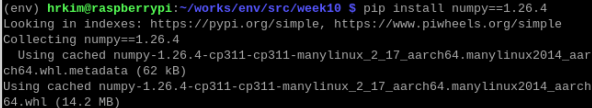 (env) hrkim@raspberrypi:~/works/env/src/week10 $ pip install numpy==1.26.4
Looking in indexes: https://pypi.org/simple, https://www.piwheels.org/simple
Collecting numpy==1.26.4
  Using cached numpy-1.26.4-cp311-cp311-manylinux_2_17_aarch64.manylinux2014_aar
ch64.whl.metadata (62 kB)
Using cached numpy-1.26.4-cp311-cp311-manylinux_2_17_aarch64.manylinux2014_aarch
64.whl (14.2 MB)